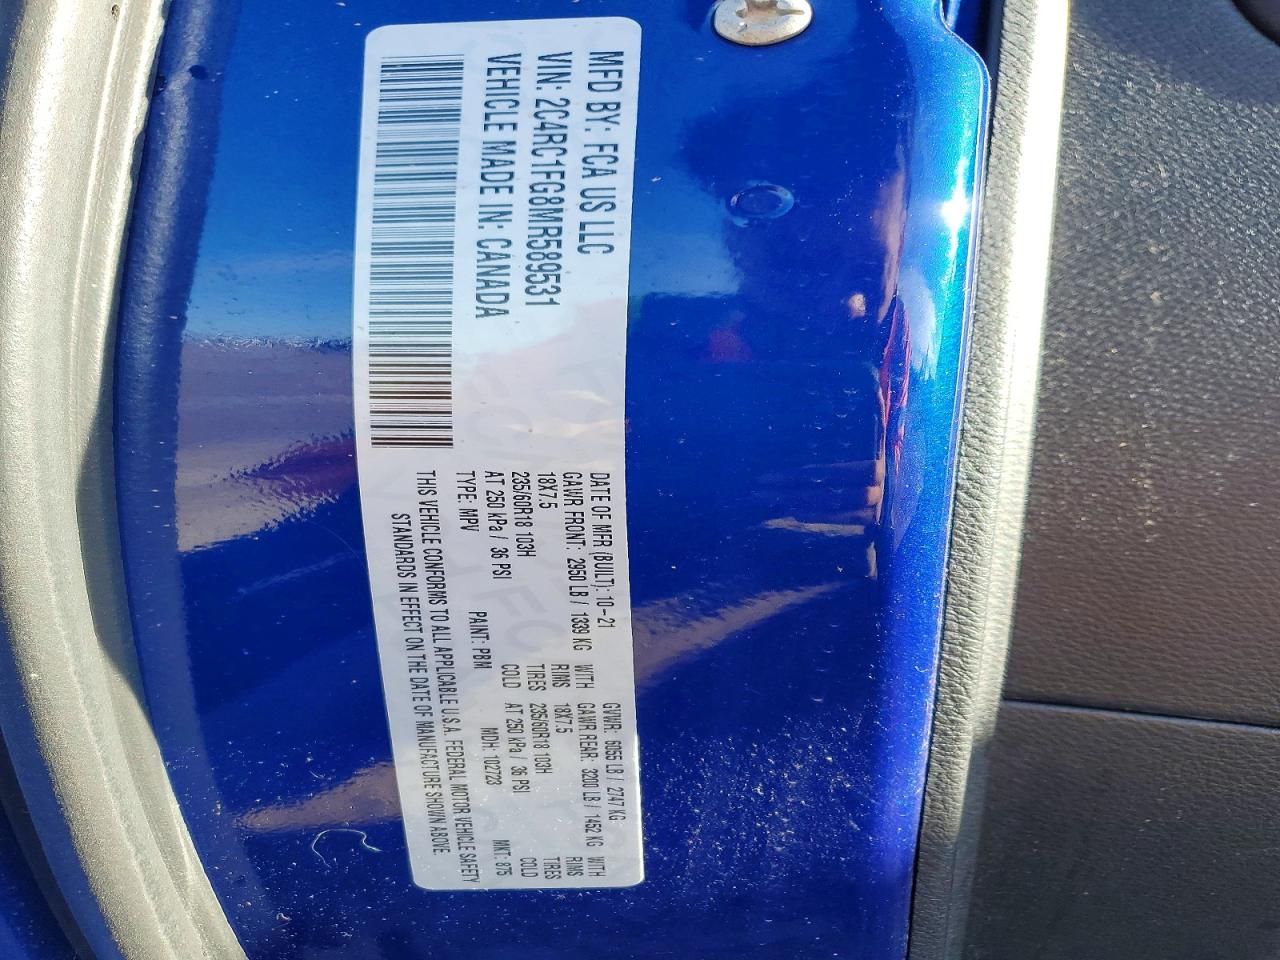 MFD BY: FCA US LLC
VIN: 2C4RC1FG8MR589531
VEHICLE MADE IN: CANADA
DATE OF MFR (BUILT): 10-21 GVWR: 6055 LB / 2747 KG
GAWR FRONT: 2950 LB / 1339 KG WITH GAWR REAR: 3200 LB / 1452 KG WITH
18X7.5 RIMS 18X7.5 RIMS
235/60R18 103H TIRES 235/60R18 103H TIRES
AT 250 kPa / 36 PSI COLD AT 250 kPa / 36 PSI COLD
TYPE: MPV PAINT: PBM MDH: 102723 MKT: 875
THIS VEHICLE CONFORMS TO ALL APPLICABLE U.S.A. FEDERAL MOTOR VEHICLE SAFETY
STANDARDS IN EFFECT ON THE DATE OF MANUFACTURE SHOWN ABOVE.